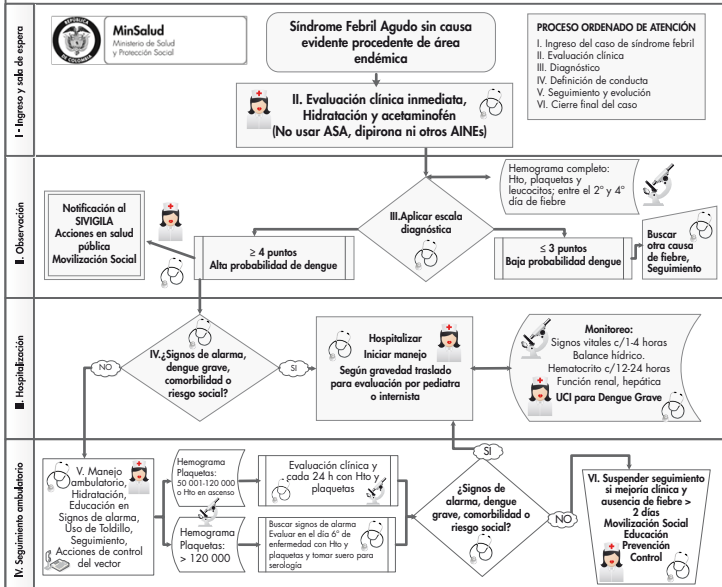 I - Ingreso y sala de espera
MinSalud
Ministerio de Salud
y Protección Social
Síndrome Febril Agudo sin causa
evidente procedente de área
endémica
PROCESO ORDENADO DE ATENCIÓN
I. Ingreso del caso de síndrome febril
II. Evaluación clínica
III. Diagnóstico
IV. Definición de conducta
V. Seguimiento y evolución
VI. Cierre final del caso
II. Evaluación clínica inmediata,
Hidratación y acetaminofén
(No usar ASA, dipirona ni otros AINEs)
II. Observación
Hemograma completo:
Hto, plaquetas y
leucocitos; entre el 2º y 4º
día de fiebre
III.Aplicar escala
diagnóstica
Notificación al
SIVIGILA
Acciones en salud
pública
Movilización Social
≥ 4 puntos
Alta probabilidad de dengue
≤ 3 puntos
Baja probabilidad dengue
Buscar
otra causa
de fiebre,
Seguimiento
III. Hospitalización
IV.¿Signos de alarma,
dengue grave,
comorbilidad o
riesgo social?
NO
SI
Hospitalizar
Iniciar manejo
Según gravedad traslado
para evaluación por pediatra
o internista
Monitoreo:
Signos vitales c/1-4 horas
Balance hídrico.
Hematocrito c/12-24 horas
Función renal, hepática
UCI para Dengue Grave
IV. Seguimiento ambulatorio
V. Manejo
ambulatorio,
Hidratación,
Educación en
Signos de alarma,
Uso de Toldillo,
Seguimiento,
Acciones de control
del vector
Hemograma
Plaquetas:
50 001-120 000
o Hto en ascenso
Evaluación clínica y
cada 24 h con Hto y
plaquetas
Hemograma
Plaquetas:
> 120 000
Buscar signos de alarma
Evaluar en el día 6º de
enfermedad con Hto y
plaquetas y tomar suero para
serología
SI
¿Signos de
alarma, dengue
grave, comorbilidad o
riesgo social?
NO
VI. Suspender seguimiento
si mejoría clínica y
ausencia de fiebre >
2 días
Movilización Social
Educación
Prevención
Control